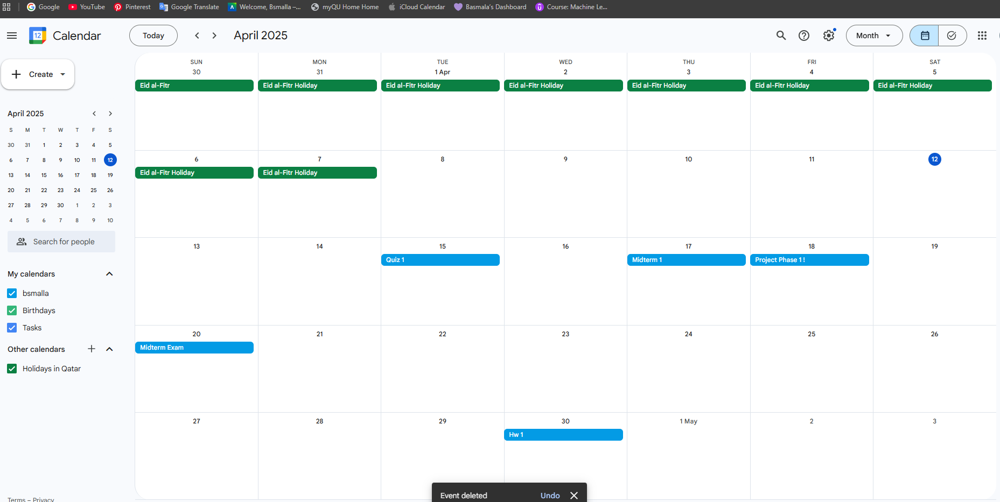 Google YouTube Pinterest Google Translate Welcome, Bsmalla –... myQU Home Home iCloud Calendar Basmala's Dashboard Course: Machine Le...
12 Calendar Today April 2025 Month
Create
April 2025
S M T W T F S
30 31 1 2 3 4 5
6 7 8 9 10 11 12
13 14 15 16 17 18 19
20 21 22 23 24 25 26
27 28 29 30 1 2 3
4 5 6 7 8 9 10
Search for people
My calendars
bsmalla
Birthdays
Tasks
Other calendars
Holidays in Qatar
Terms – Privacy
SUN MON TUE WED THU FRI SAT
30 31 1 Apr 2 3 4 5
Eid al-Fitr Eid al-Fitr Holiday Eid al-Fitr Holiday Eid al-Fitr Holiday Eid al-Fitr Holiday Eid al-Fitr Holiday Eid al-Fitr Holiday
6 7 8 9 10 11 12
Eid al-Fitr Holiday Eid al-Fitr Holiday
13 14 15 16 17 18 19
Quiz 1 Midterm 1 Project Phase 1 !
20 21 22 23 24 25 26
Midterm Exam
27 28 29 30 1 May 2 3
Hw 1
Event deleted Undo